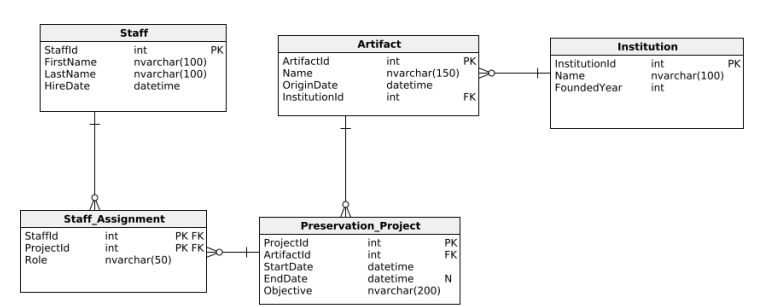 Staff
StaffId int PK
FirstName nvarchar(100)
LastName nvarchar(100)
HireDate datetime
Artifact
ArtifactId int PK
Name nvarchar(150)
OriginDate datetime
InstitutionId int FK
Institution
InstitutionId int PK
Name nvarchar(100)
FoundedYear int
Staff_Assignment
StaffId int PK FK
ProjectId int PK FK
Role nvarchar(50)
Preservation_Project
ProjectId int PK
ArtifactId int FK
StartDate datetime
EndDate datetime N
Objective nvarchar(200)